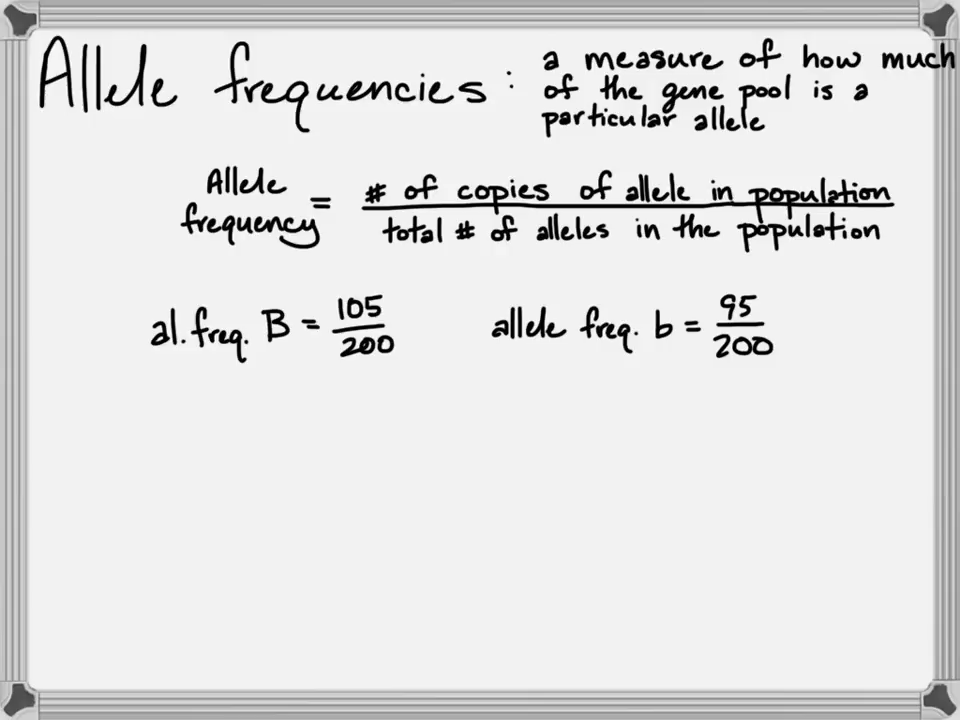 Allele frequencies: a measure of how much
of the gene pool is a
particular allele
Allele frequency = # of copies of allele in population
total # of alleles in the population
al. freq. B = 105/200 allele freq. b = 95/200